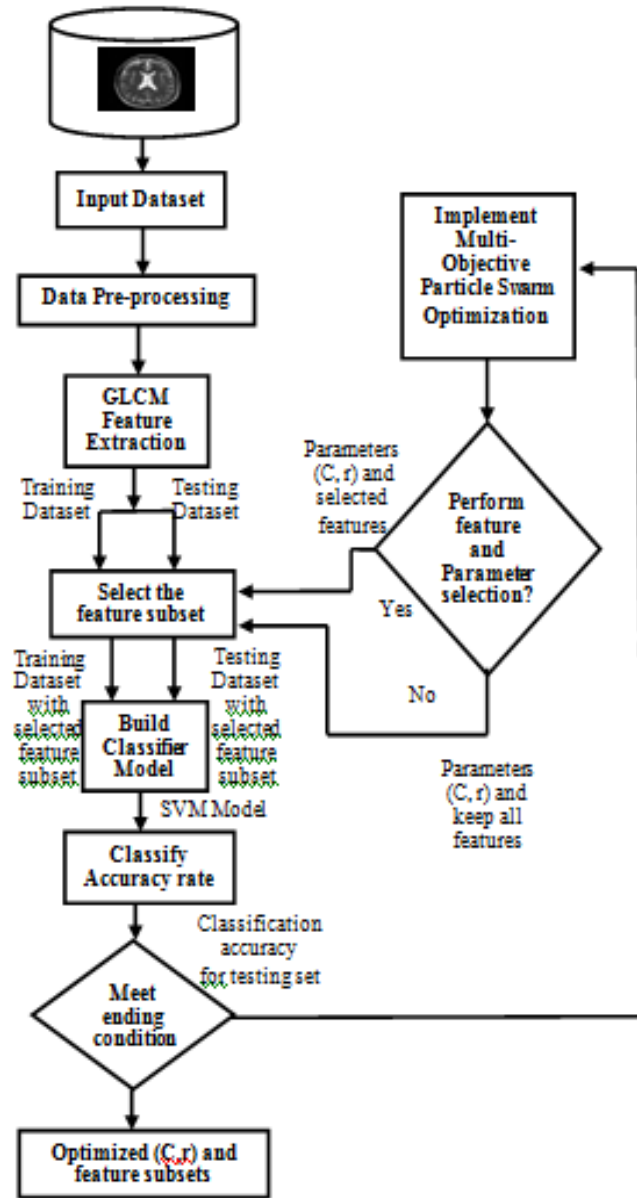 Input Dataset
Data Pre-processing
GLCM
Feature
Extraction
Training
Dataset
Testing
Dataset
Select the
feature subset
Training
Dataset
with
selected
feature
subset
Testing
Dataset
with
selected
feature
subset
Build
Classifier
Model
SVM Model
Classify
Accuracy rate
Classification
accuracy
for testing set
Meet
ending
condition
Optimized (C,r) and
feature subsets
Implement
Multi-
Objective
Particle Swarm
Optimization
Parameters
(C, r) and
selected
features
Perform
feature
and
Parameter
selection?
Yes
No
Parameters
(C, r) and
keep all
features